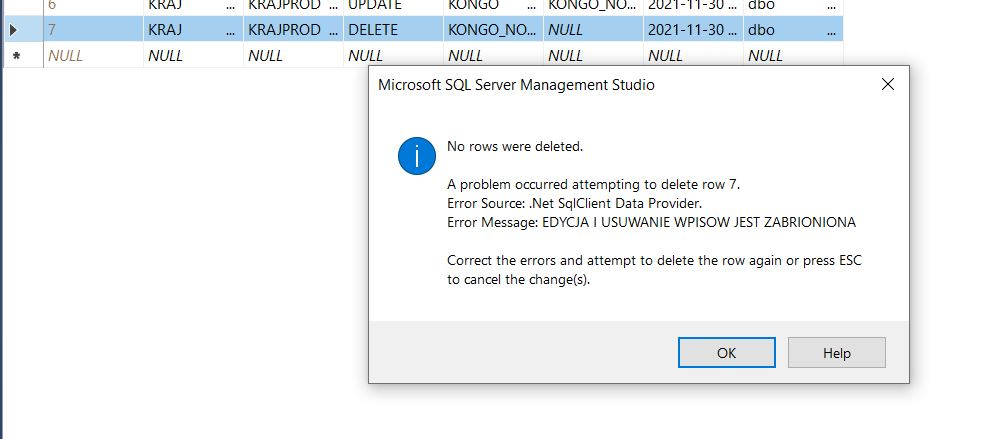 6 KRAJ ... KRAJPROD ... UPDATE KONGO ... KONGO_NO... 2021-11-30 ... dbo ...
7 KRAJ ... KRAJPROD ... DELETE KONGO_NO... NULL 2021-11-30 ... dbo ...
* NULL NULL NULL NULL NULL NULL NULL NULL
Microsoft SQL Server Management Studio
No rows were deleted.
A problem occurred attempting to delete row 7.
Error Source: .Net SqlClient Data Provider.
Error Message: EDYCJA I USUWANIE WPISOW JEST ZABRIONIONA
Correct the errors and attempt to delete the row again or press ESC
to cancel the change(s).
OK Help